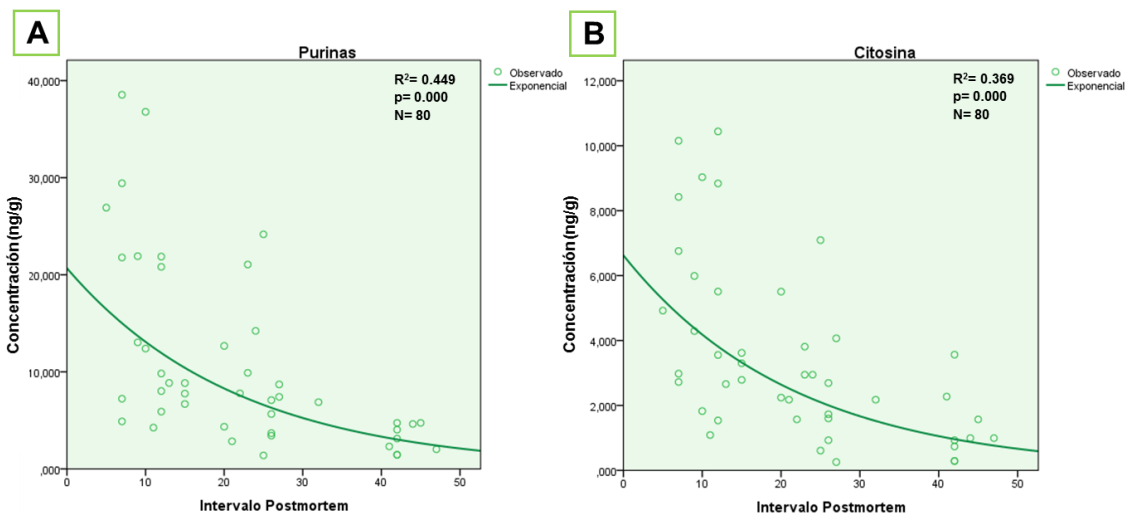 A
Purinas
R²= 0.449
p= 0.000
N= 80
Observado
Exponencial
40,000
30,000
20,000
10,000
,000
0
10
20
30
40
50
Concentración (ng/g)
Intervalo Postmortem
B
Citosina
R²= 0.369
p= 0.000
N= 80
Observado
Exponencial
12,000
10,000
8,000
6,000
4,000
2,000
,000
0
10
20
30
40
50
Concentración (ng/g)
Intervalo Postmortem